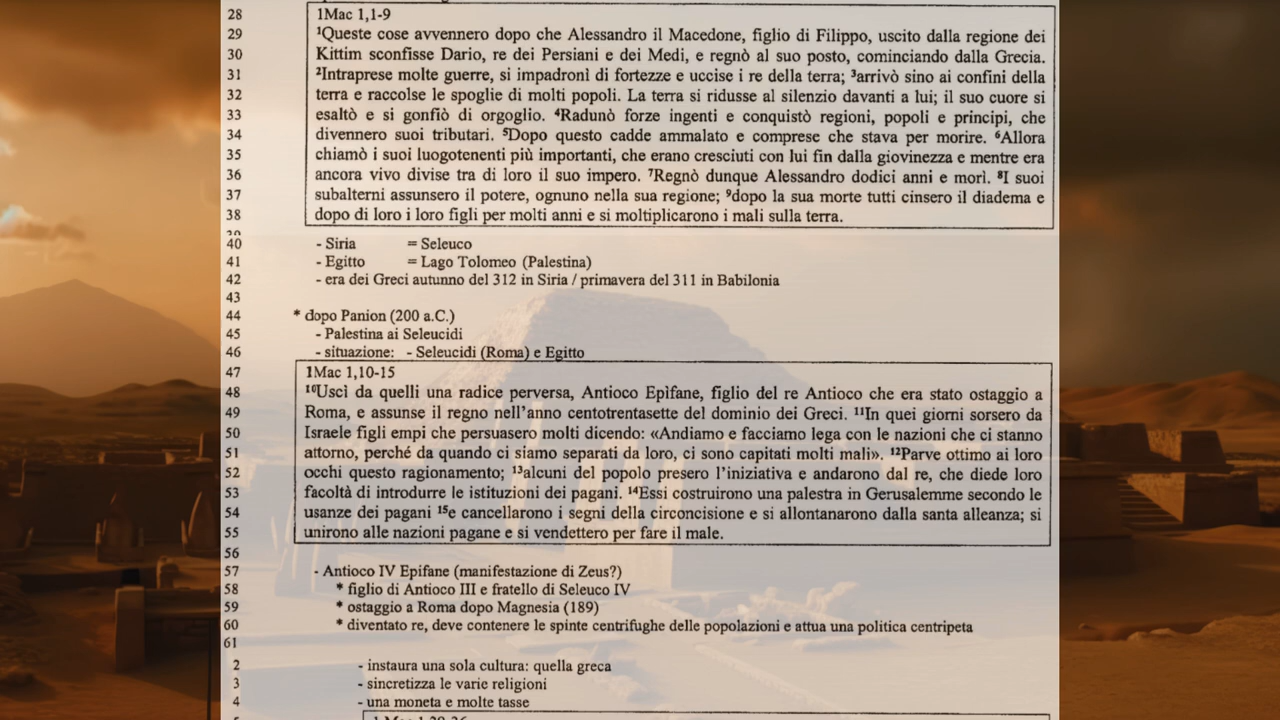 28 1Mac 1,1-9
29 ¹Queste cose avvennero dopo che Alessandro il Macedone, figlio di Filippo, uscito dalla regione dei
30 Kittim sconfisse Dario, re dei Persiani e dei Medi, e regnò al suo posto, cominciando dalla Grecia.
31 ²Intraprese molte guerre, si impadronì di fortezze e uccise i re della terra; ³arrivò sino ai confini della
32 terra e raccolse le spoglie di molti popoli. La terra si ridusse al silenzio davanti a lui; il suo cuore si
33 esaltò e si gonfiò di orgoglio. ⁴Radunò forze ingenti e conquistò regioni, popoli e principi, che
34 divennero suoi tributari. ⁵Dopo questo cadde ammalato e comprese che stava per morire. ⁶Allora
35 chiamò i suoi luogotenenti più importanti, che erano cresciuti con lui fin dalla giovinezza e mentre era
36 ancora vivo divise tra di loro il suo impero. ⁷Regnò dunque Alessandro dodici anni e morì. ⁸I suoi
37 subalterni assunsero il potere, ognuno nella sua regione; ⁹dopo la sua morte tutti cinsero il diadema e
38 dopo di loro i loro figli per molti anni e si moltiplicarono i mali sulla terra.
40 - Siria = Seleuco
41 - Egitto = Lago Tolomeo (Palestina)
42 - era dei Greci autunno del 312 in Siria / primavera del 311 in Babilonia
43
44 * dopo Panion (200 a.C.)
45 - Palestina ai Seleucidi
46 - situazione: - Seleucidi (Roma) e Egitto
47 1Mac 1,10-15
48 ¹⁰Uscì da quelli una radice perversa, Antioco Epìfane, figlio del re Antioco che era stato ostaggio a
49 Roma, e assunse il regno nell'anno centotrentasette del dominio dei Greci. ¹¹In quei giorni sorsero da
50 Israele figli empi che persuasero molti dicendo: «Andiamo e facciamo lega con le nazioni che ci stanno
51 attorno, perché da quando ci siamo separati da loro, ci sono capitati molti mali». ¹²Parve ottimo ai loro
52 occhi questo ragionamento; ¹³alcuni del popolo presero l'iniziativa e andarono dal re, che diede loro
53 facoltà di introdurre le istituzioni dei pagani. ¹⁴Essi costruirono una palestra in Gerusalemme secondo le
54 usanze dei pagani ¹⁵e cancellarono i segni della circoncisione e si allontanarono dalla santa alleanza; si
55 unirono alle nazioni pagane e si vendettero per fare il male.
56
57 - Antioco IV Epifane (manifestazione di Zeus?)
58 * figlio di Antioco III e fratello di Seleuco IV
59 * ostaggio a Roma dopo Magnesia (189)
60 * diventato re, deve contenere le spinte centrifughe delle popolazioni e attua una politica centripeta
61
2 - instaura una sola cultura: quella greca
3 - sincretizza le varie religioni
4 - una moneta e molte tasse